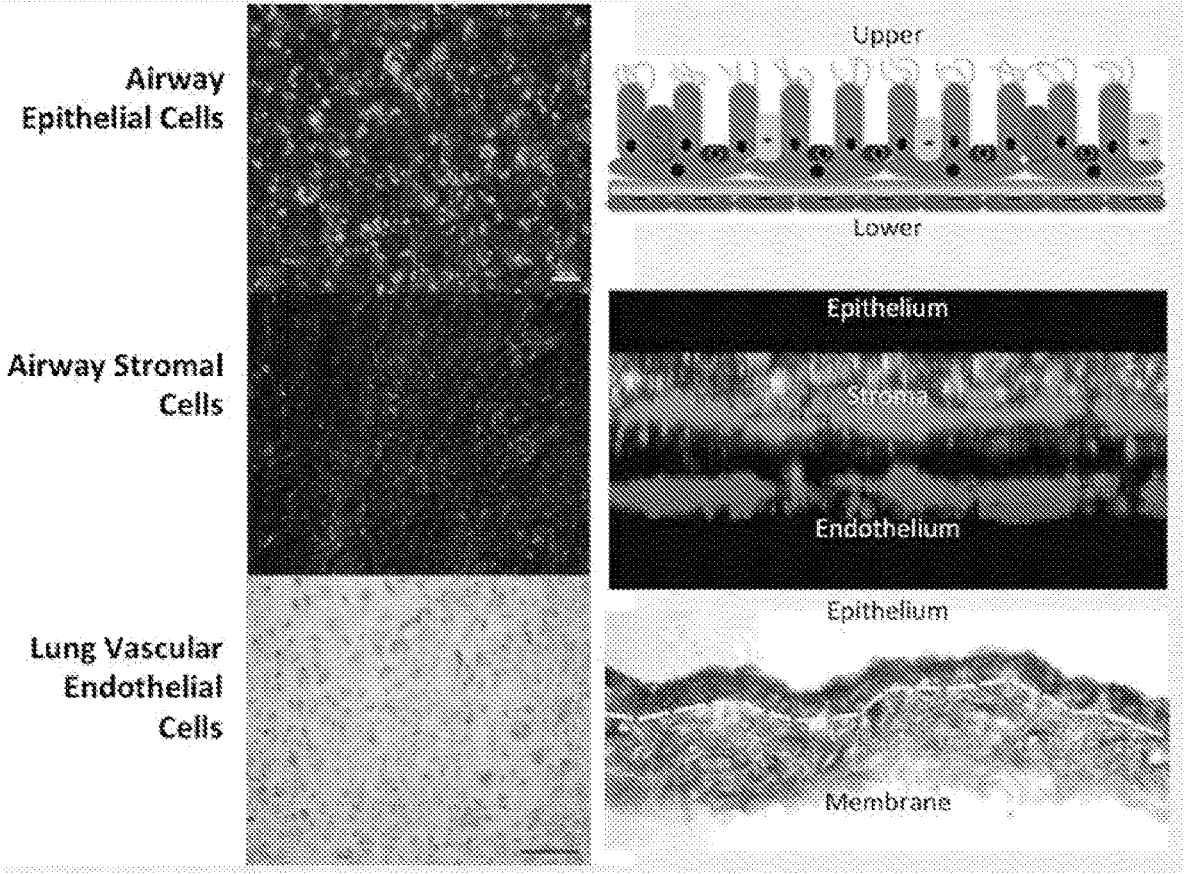 Airway
Epithelial Cells
Upper
Lower
Airway Stromal
Cells
Epithelium
Stroma
Endothelium
Lung Vascular
Endothelial
Cells
Epithelium
Membrane